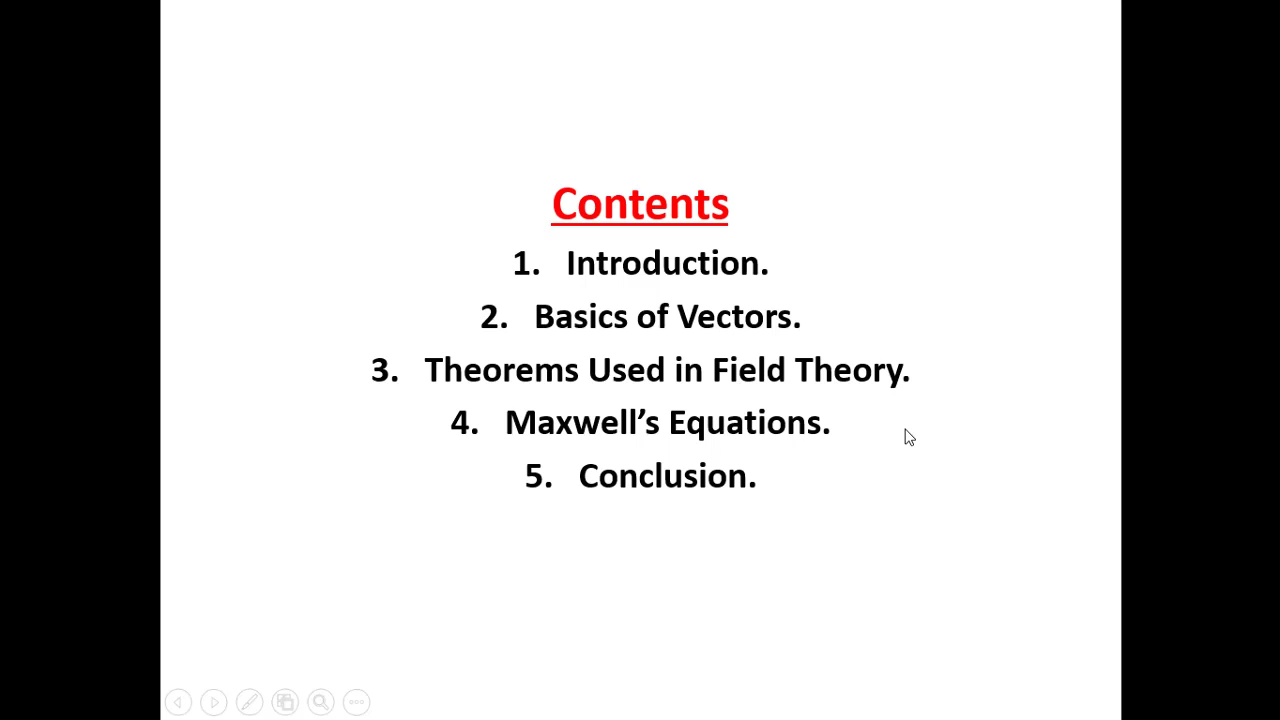 Contents
1. Introduction.
2. Basics of Vectors.
3. Theorems Used in Field Theory.
4. Maxwell’s Equations.
5. Conclusion.